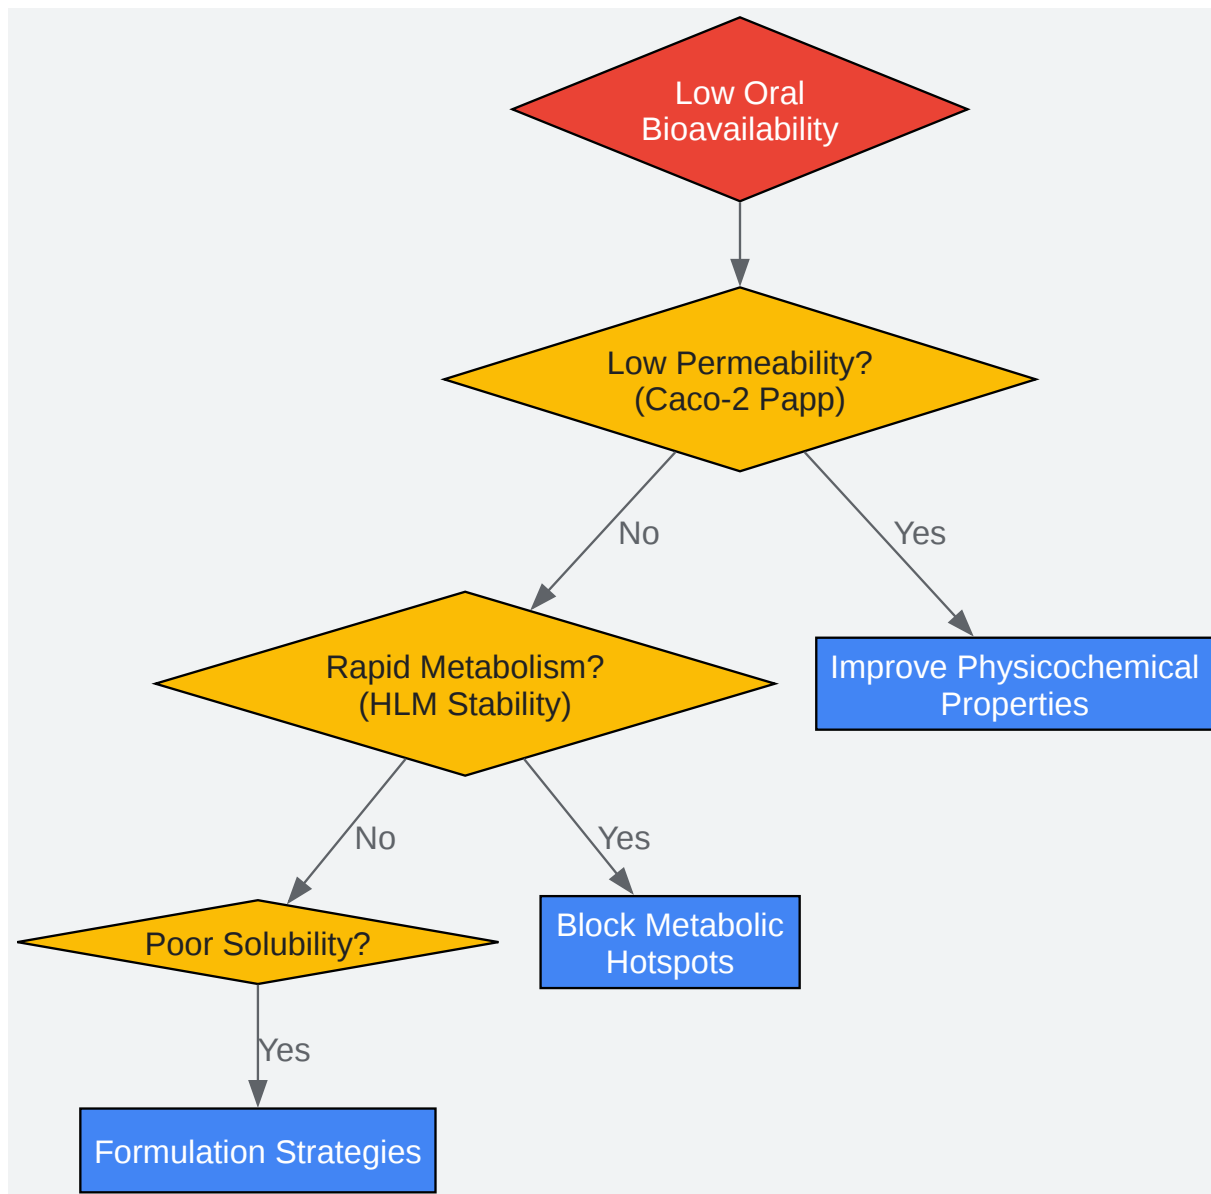 Low Oral
Bioavailability
Low Permeability?
(Caco-2 Papp)
No
Yes
Rapid Metabolism?
(HLM Stability)
Improve Physicochemical
Properties
No
Yes
Poor Solubility?
Block Metabolic
Hotspots
Yes
Formulation Strategies